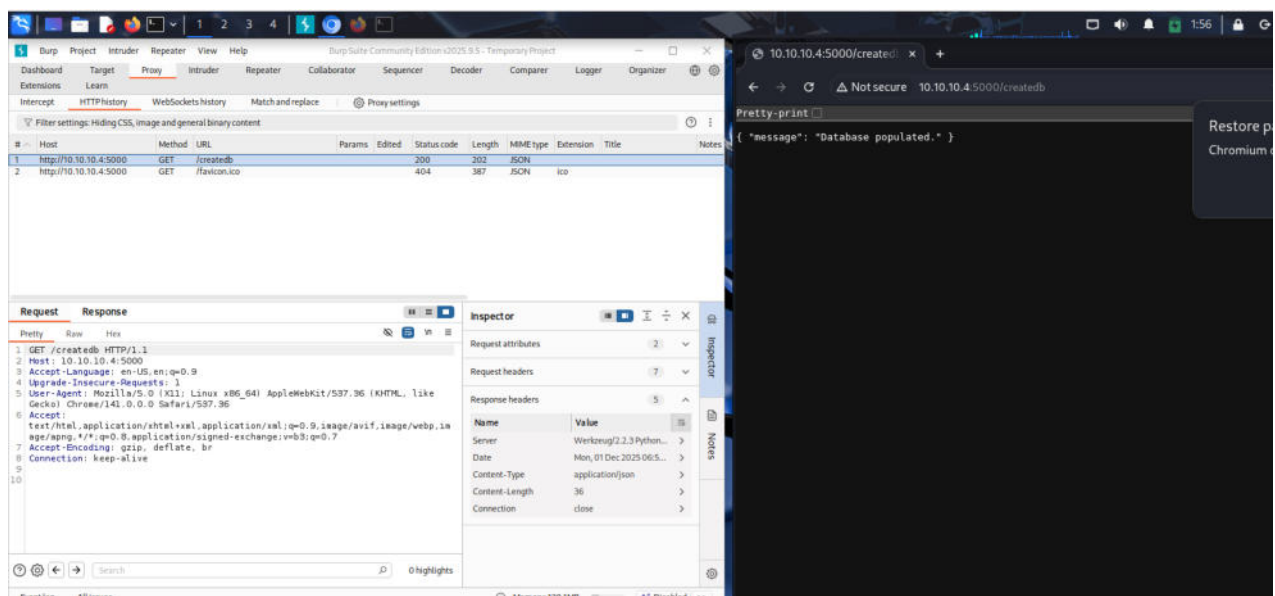 1 2 3 4
1:56
Burp Project Intruder Repeater View Help
Burp Suite Community Edition v2025.9.5 - Temporary Project
Dashboard Target Proxy Intruder Repeater Collaborator Sequencer Decoder Comparer Logger Organizer
Extensions Learn
Intercept HTTP history WebSockets history Match and replace Proxy settings
Filter settings: Hiding CSS, image and general binary content
# Host Method URL Params Edited Status code Length MIME type Extension Title Notes
1 http://10.10.10.4:5000 GET /createdb 200 202 JSON
2 http://10.10.10.4:5000 GET /favicon.ico 404 387 JSON ico
Request Response
Pretty Raw Hex
1 GET /createdb HTTP/1.1
2 Host: 10.10.10.4:5000
3 Accept-Language: en-US,en;q=0.9
4 Upgrade-Insecure-Requests: 1
5 User-Agent: Mozilla/5.0 (X11; Linux x86_64) AppleWebKit/537.36 (KHTML, like
Gecko) Chrome/141.0.0.0 Safari/537.36
6 Accept:
text/html,application/xhtml+xml,application/xml;q=0.9,image/avif,image/webp,im
age/apng,*/*;q=0.8,application/signed-exchange;v=b3;q=0.7
7 Accept-Encoding: gzip, deflate, br
8 Connection: keep-alive
9
10
Search
0 highlights
Inspector
Request attributes 2
Request headers 7
Response headers 5
Name Value
Server Werkzeug/2.2.3 Python...
Date Mon, 01 Dec 2025 06:5...
Content-Type application/json
Content-Length 36
Connection close
Inspector
Notes
10.10.10.4:5000/created
Not secure 10.10.10.4:5000/createdb
Pretty-print
{ "message": "Database populated." }
Restore pa
Chromium